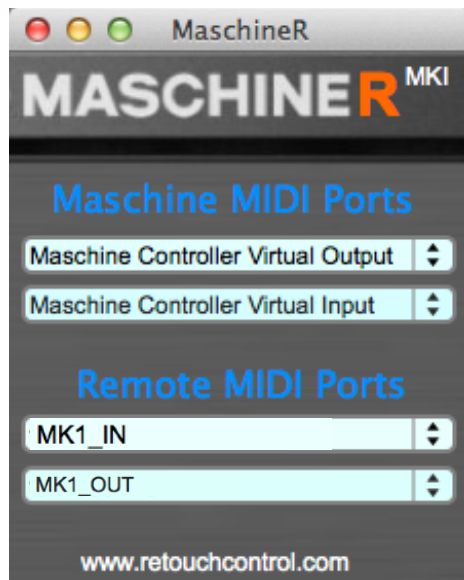 MaschineR
MASCHINER MKI
Maschine MIDI Ports
Maschine Controller Virtual Output
Maschine Controller Virtual Input
Remote MIDI Ports
MK1_IN
MK1_OUT
www.retouchcontrol.com